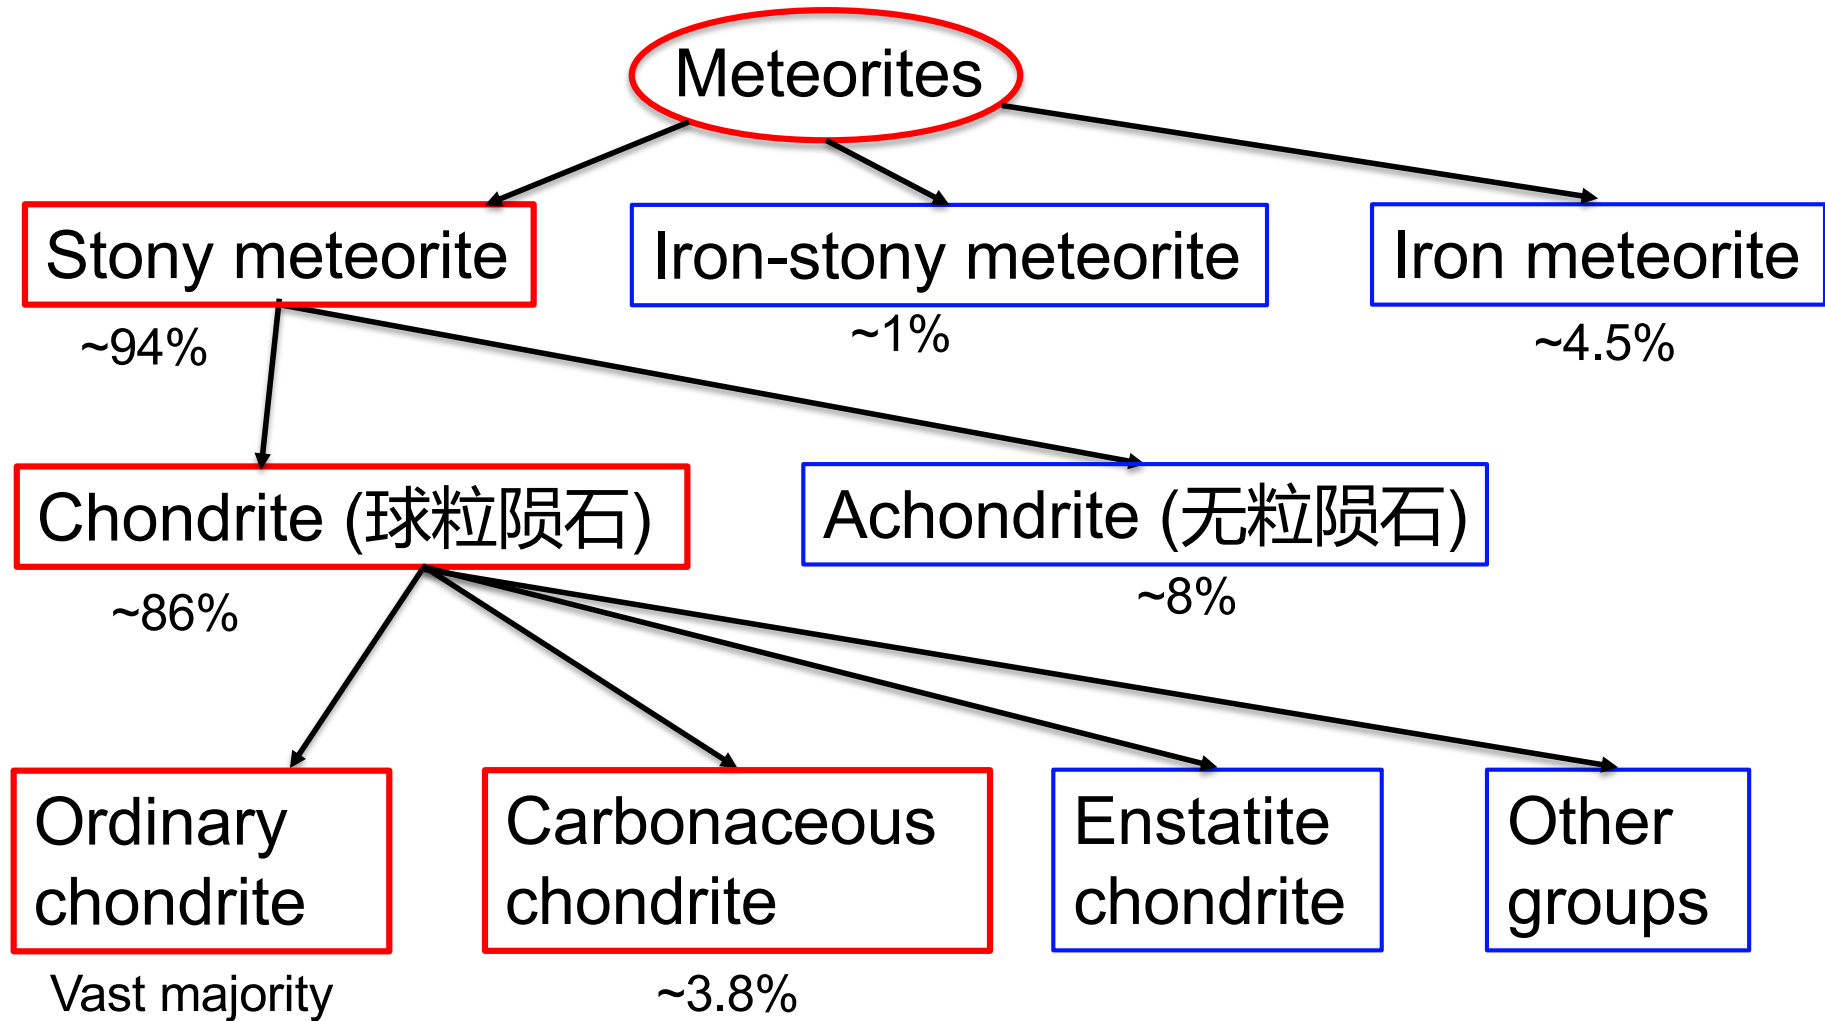 Meteorites
Stony meteorite
Iron-stony meteorite
Iron meteorite
~94%
~1%
~4.5%
Chondrite (球粒陨石)
Achondrite (无粒陨石)
~86%
~8%
Ordinary
chondrite
Carbonaceous
chondrite
Enstatite
chondrite
Other
groups
Vast majority
~3.8%